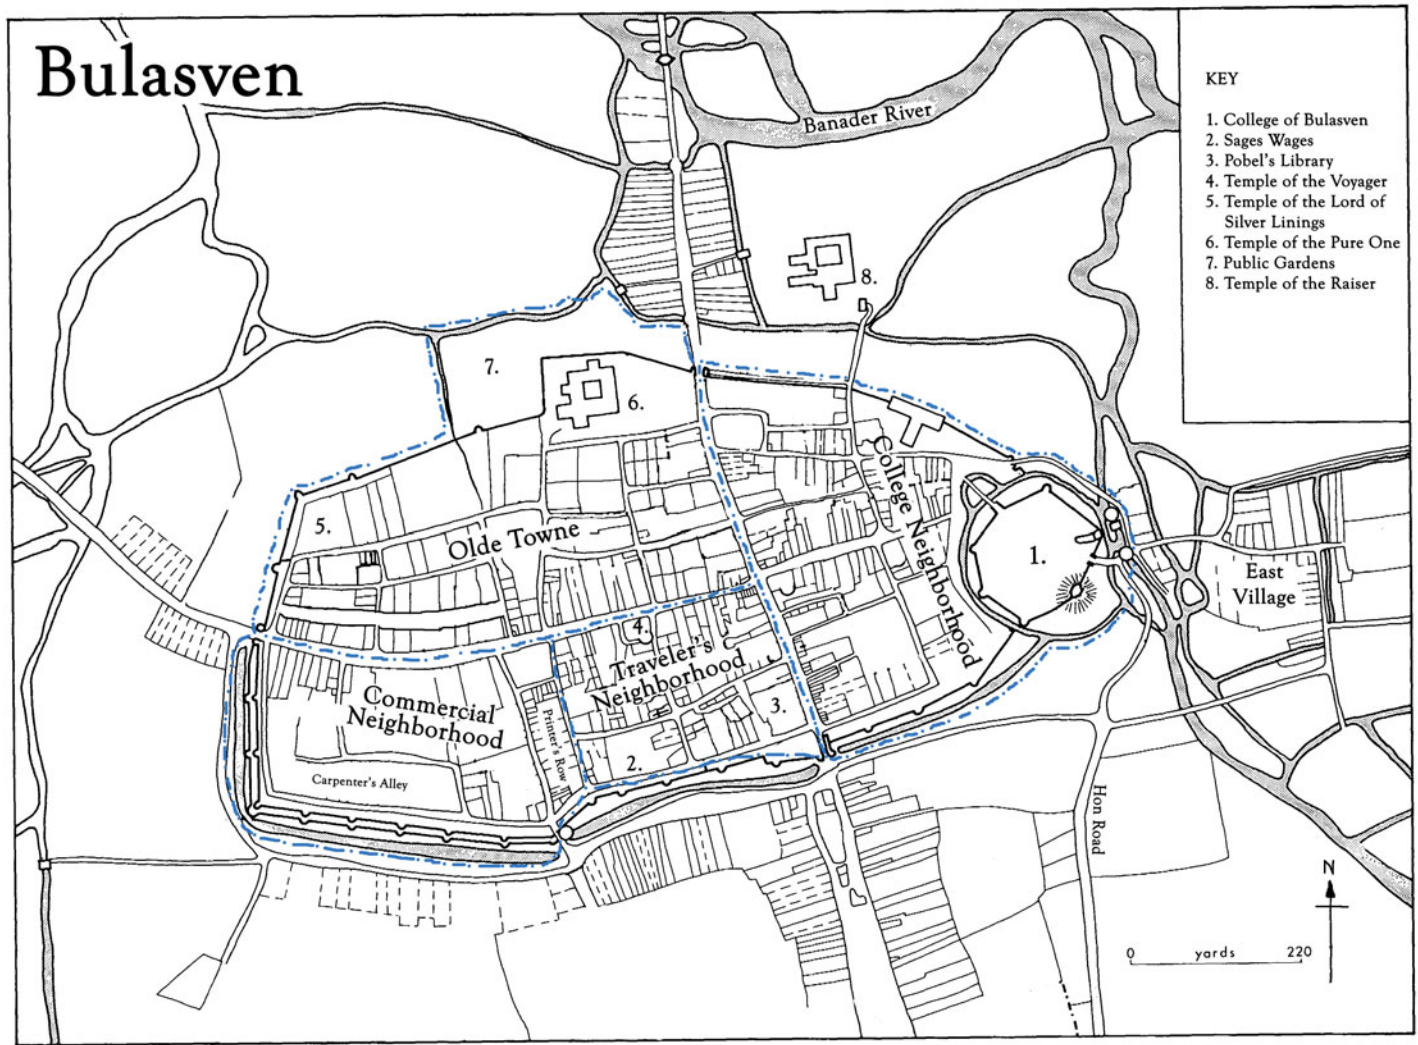 Bulasven
Banader River
KEY
1. College of Bulasven
2. Sages Wages
3. Pobel's Library
4. Temple of the Voyager
5. Temple of the Lord of
Silver Linings
6. Temple of the Pure One
7. Public Gardens
8. Temple of the Raiser
8.
7.
6.
5.
Olde Towne
College Neighborhood
1.
East
Village
4.
Traveler's
Neighborhood
Commercial
Neighborhood
3.
Printer's Row
2.
Carpenter's Alley
Hon Road
N
0 yards 220